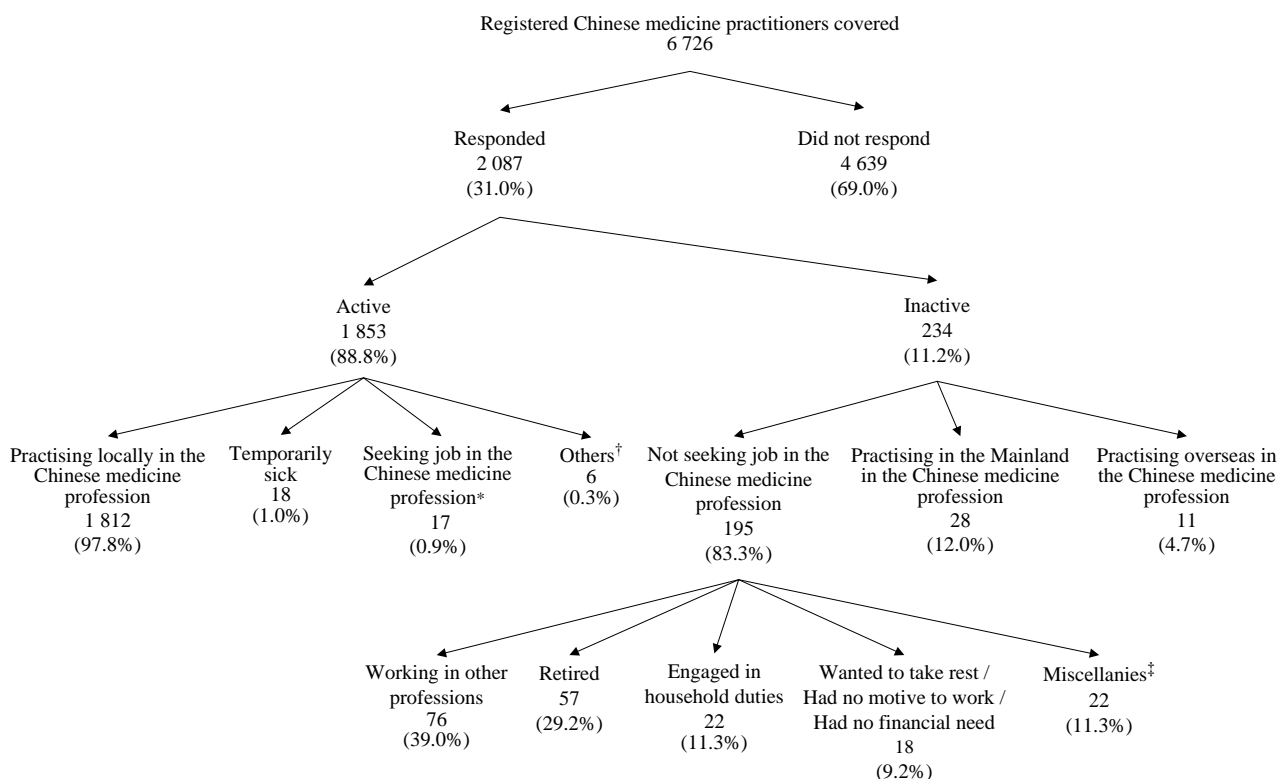 Registered Chinese medicine practitioners covered
6 726
Responded
2 087
(31.0%)
Did not respond
4 639
(69.0%)
Active
1 853
(88.8%)
Inactive
234
(11.2%)
Practising locally in the
Chinese medicine
profession
1 812
(97.8%)
Temporarily
sick
18
(1.0%)
Seeking job in the
Chinese medicine
profession*
17
(0.9%)
Others†
6
(0.3%)
Not seeking job in the
Chinese medicine
profession
195
(83.3%)
Practising in the Mainland
in the Chinese medicine
profession
28
(12.0%)
Practising overseas in
the Chinese medicine
profession
11
(4.7%)
Working in other
professions
76
(39.0%)
Retired
57
(29.2%)
Engaged in
household duties
22
(11.3%)
Wanted to take rest /
Had no motive to work /
Had no financial need
18
(9.2%)
Miscellanies‡
22
(11.3%)